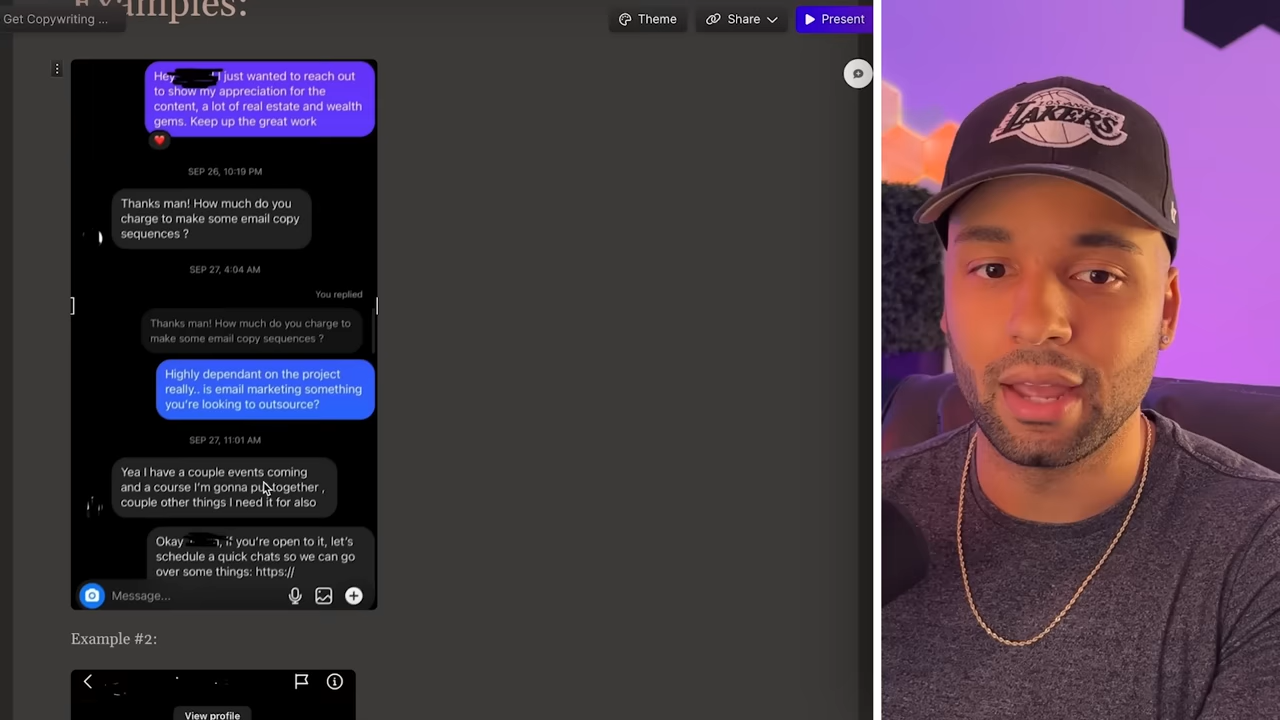 Examples:
Get Copywriting ...
Theme
Share
Present
Hey I just wanted to reach out
to show my appreciation for the
content, a lot of real estate and wealth
gems. Keep up the great work
SEP 26, 10:19 PM
Thanks man! How much do you
charge to make some email copy
sequences ?
SEP 27, 4:04 AM
You replied
Thanks man! How much do you charge to
make some email copy sequences ?
Highly dependant on the project
really.. is email marketing something
you're looking to outsource?
SEP 27, 11:01 AM
Yea I have a couple events coming
and a course I'm gonna put together ,
couple other things I need it for also
Okay if you're open to it, let's
schedule a quick chats so we can go
over some things: https://
Message...
Example #2:
View profile
LOS ANGELES
LAKERS